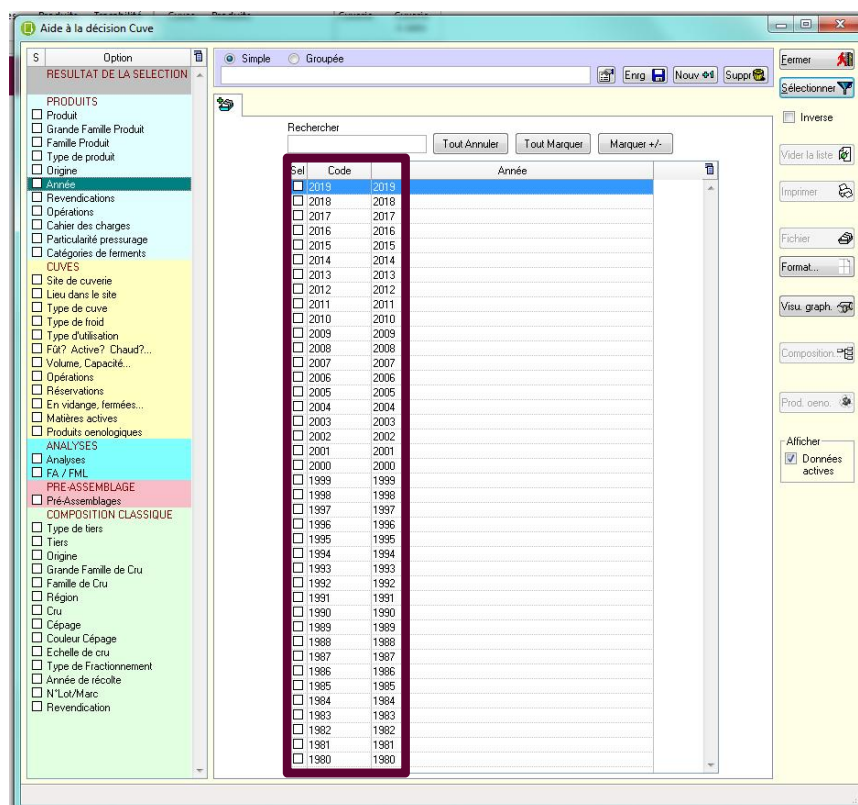 Aide à la décision Cuve
S Option
RESULTAT DE LA SELECTION
PRODUITS
Produit
Grande Famille Produit
Famille Produit
Type de produit
Origine
Année
Revendications
Opérations
Cahier des charges
Particularité pressurage
Catégories de ferments
CUVES
Site de cuverie
Lieu dans le site
Type de cuve
Type de froid
Type d'utilisation
Fût? Active? Chaud?...
Volume, Capacité...
Opérations
Réservations
En vidange, fermées...
Matières actives
Produits oenologiques
ANALYSES
Analyses
FA / FML
PRE-ASSEMBLAGE
Pré-Assemblages
COMPOSITION CLASSIQUE
Type de tiers
Tiers
Origine
Grande Famille de Cru
Famille de Cru
Région
Cru
Cépage
Couleur Cépage
Echelle de cru
Type de Fractionnement
Année de récolte
N°Lot/Marc
Revendication
Simple Groupée
Enrg Nouv Suppr
Rechercher
Tout Annuler Tout Marquer Marquer +/-
Sel Code Année
2019 2019
2018 2018
2017 2017
2016 2016
2015 2015
2014 2014
2013 2013
2012 2012
2011 2011
2010 2010
2009 2009
2008 2008
2007 2007
2006 2006
2005 2005
2004 2004
2003 2003
2002 2002
2001 2001
2000 2000
1999 1999
1998 1998
1997 1997
1996 1996
1995 1995
1994 1994
1993 1993
1992 1992
1991 1991
1990 1990
1989 1989
1988 1988
1987 1987
1986 1986
1985 1985
1984 1984
1983 1983
1982 1982
1981 1981
1980 1980
Fermer
Sélectionner
Inverse
Vider la liste
Imprimer
Fichier
Format...
Visu. graph.
Composition
Prod. oeno.
Afficher
Données
actives